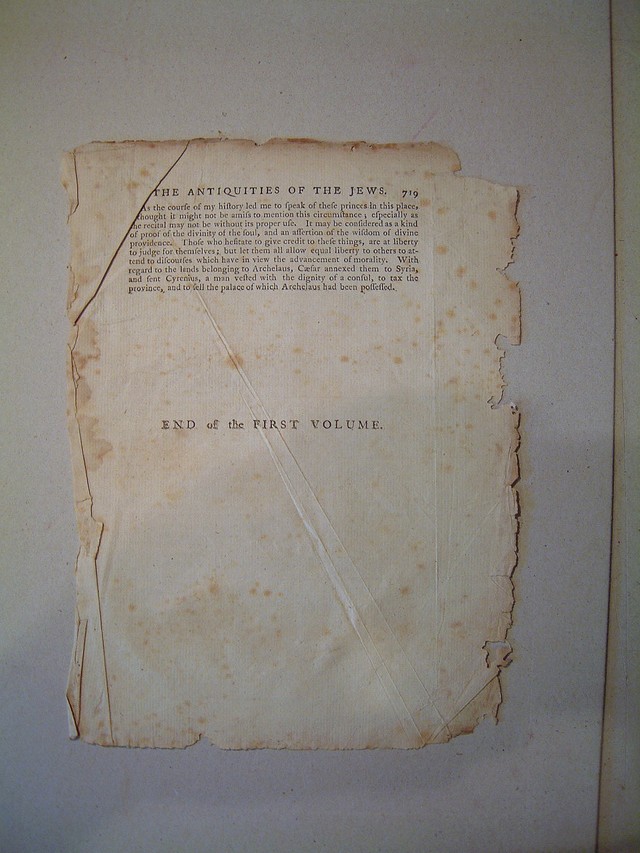 THE ANTIQUITIES OF THE JEWS. 719
As the courſe of my hiſtory led me to ſpeak of theſe princes in this place,
thought it might not be amiſs to mention this circumſtance; eſpecially as
the recital may not be without its proper uſe. It may be conſidered as a kind
of proof of the divinity of the ſoul, and an aſſertion of the wiſdom of divine
providence. Thoſe who heſitate to give credit to theſe things, are at liberty
to judge for themſelves; but let them all allow equal liberty to others to at-
tend to diſcourſes which have in view the advancement of morality. With
regard to the lands belonging to Archelaus, Cæſar annexed them to Syria,
and ſent Cyrenius, a man veſted with the dignity of a conſul, to tax the
province, and to ſell the palace of which Archelaus had been poſſeſſed.
END of the FIRST VOLUME.